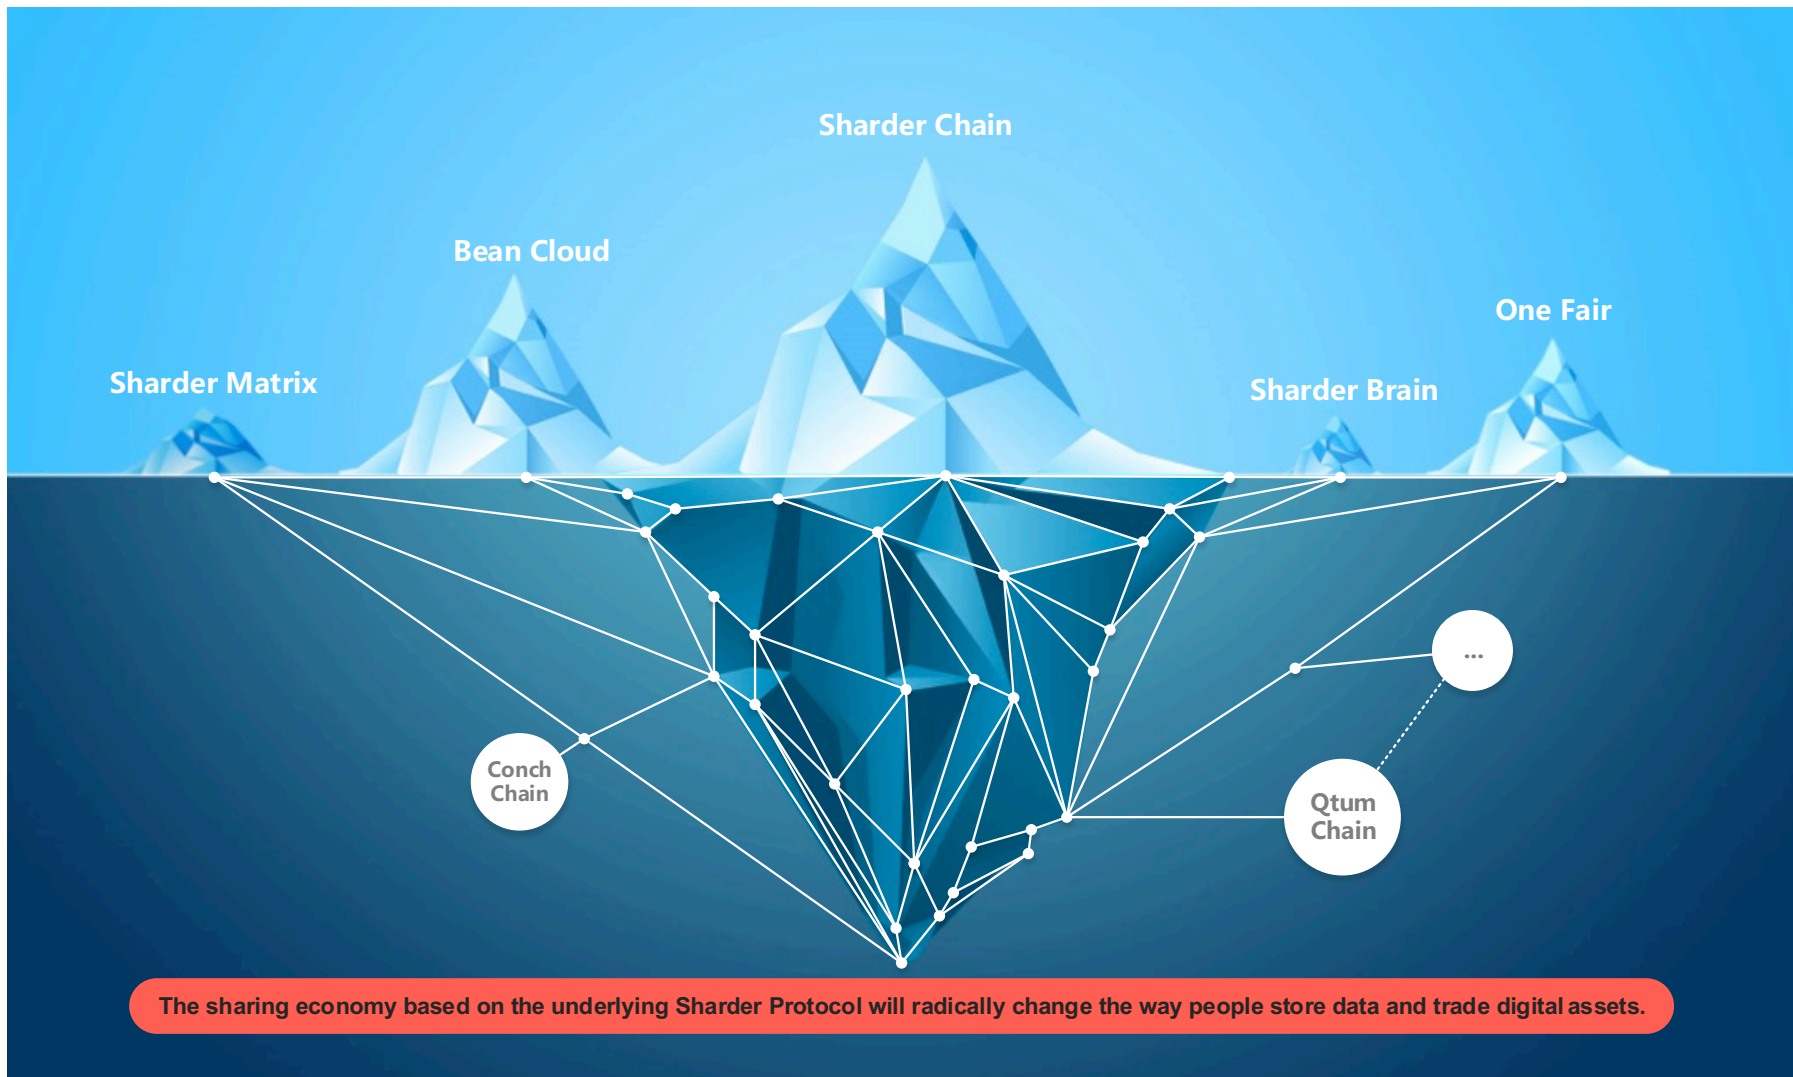 Sharder Chain
Bean Cloud
One Fair
Sharder Matrix
Sharder Brain
...
Conch
Chain
Qtum
Chain
The sharing economy based on the underlying Sharder Protocol will radically change the way people store data and trade digital assets.